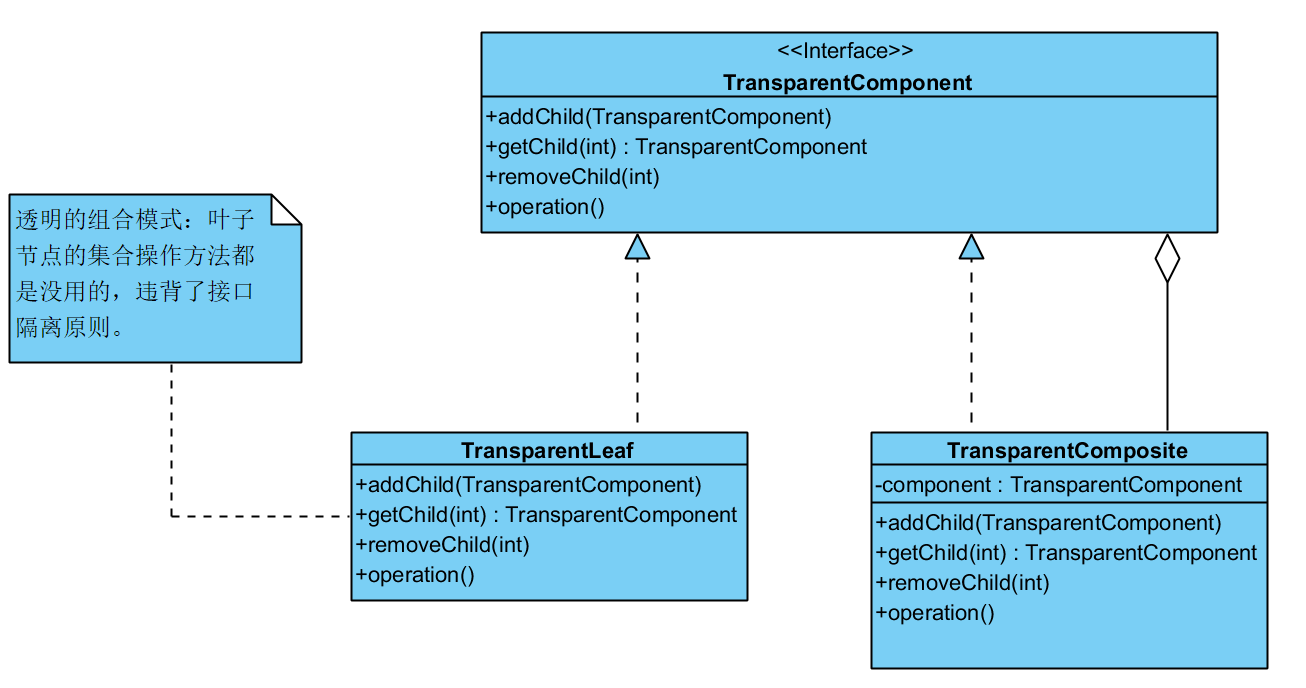 <<Interface>>
TransparentComponent
+addChild(TransparentComponent)
+getChild(int) : TransparentComponent
+removeChild(int)
+operation()
透明的组合模式：叶子
节点的集合操作方法都
是没用的，违背了接口
隔离原则。
TransparentLeaf
+addChild(TransparentComponent)
+getChild(int) : TransparentComponent
+removeChild(int)
+operation()
TransparentComposite
-component : TransparentComponent
+addChild(TransparentComponent)
+getChild(int) : TransparentComponent
+removeChild(int)
+operation()